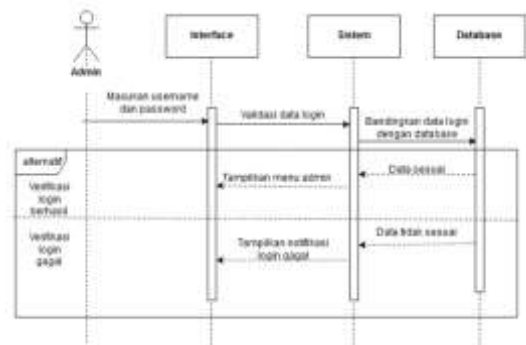 Interface
Sistem
Database
Admin
Masukan username
dan password
Validasi data login
Bandingkan data login
dengan database
alternatif
Data sesuai
Tampilkan menu admin
Verifikasi
login
berhasil
Verifikasi
login
gagal
Data tidak sesuai
Tampilkan notifikasi
login gagal